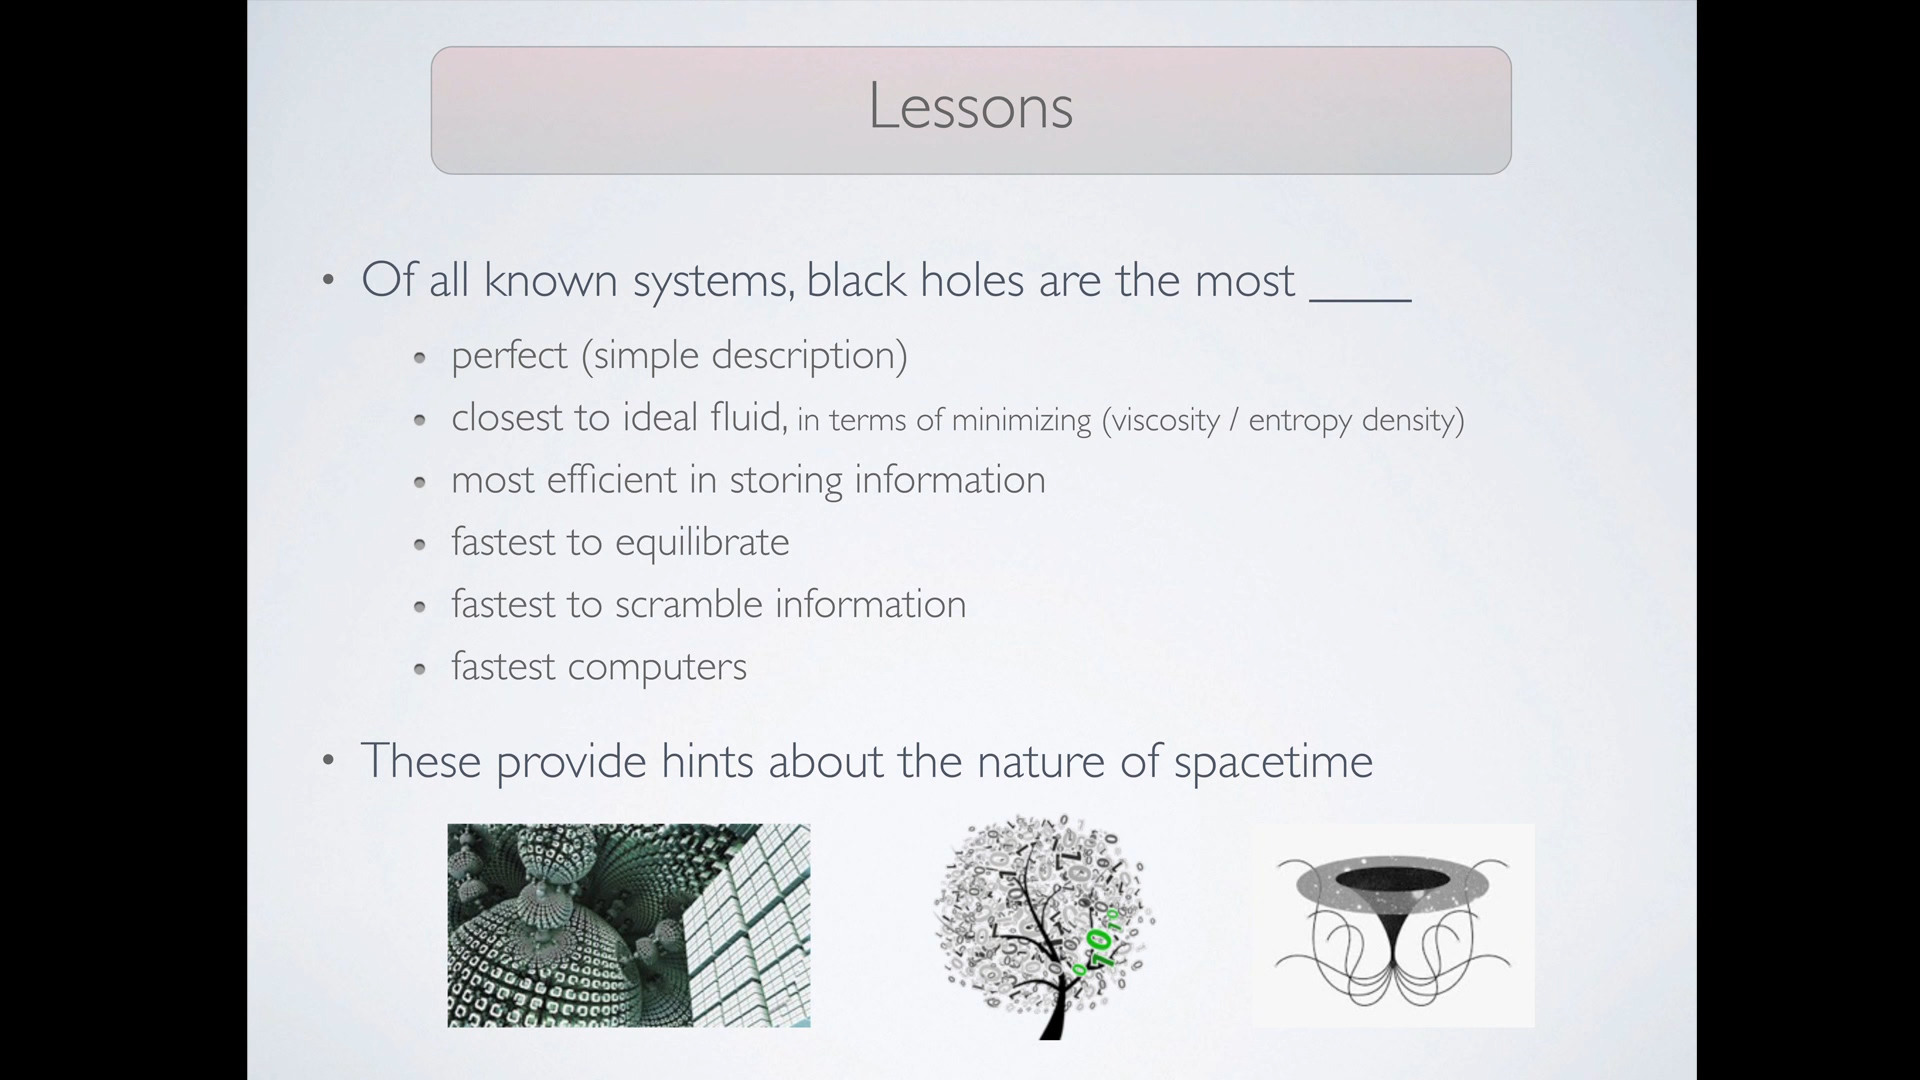 Lessons
• Of all known systems, black holes are the most ____
• perfect (simple description)
• closest to ideal fluid, in terms of minimizing (viscosity / entropy density)
• most efficient in storing information
• fastest to equilibrate
• fastest to scramble information
• fastest computers
• These provide hints about the nature of spacetime